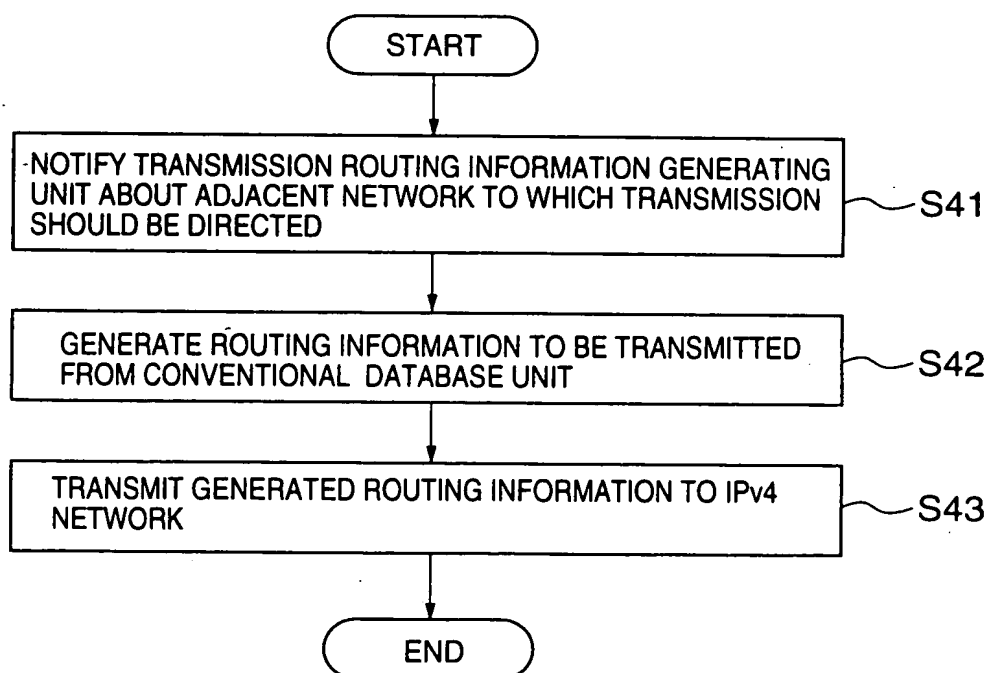 START
NOTIFY TRANSMISSION ROUTING INFORMATION GENERATING
UNIT ABOUT ADJACENT NETWORK TO WHICH TRANSMISSION
SHOULD BE DIRECTED
S41
GENERATE ROUTING INFORMATION TO BE TRANSMITTED
FROM CONVENTIONAL DATABASE UNIT
S42
TRANSMIT GENERATED ROUTING INFORMATION TO IPv4
NETWORK
S43
END